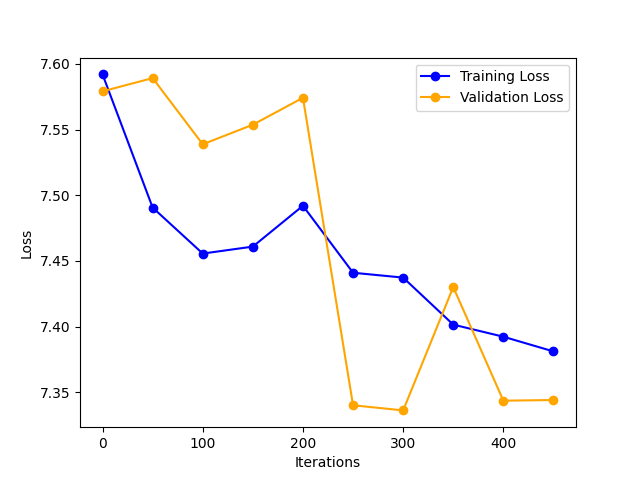 7.60
7.55
7.50
7.45
7.40
7.35
Loss
Training Loss
Validation Loss
0 100 200 300 400
Iterations